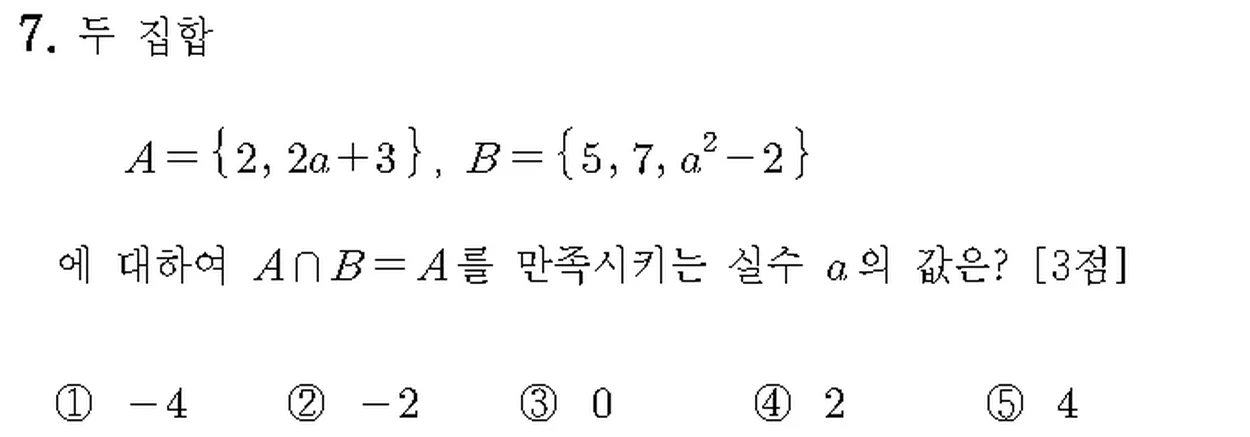 7. 두 집합
A={2, 2a+3}, B={5, 7, a²-2}
에 대하여 A∩B=A를 만족시키는 실수 a의 값은? [3점]
① -4 ② -2 ③ 0 ④ 2 ⑤ 4